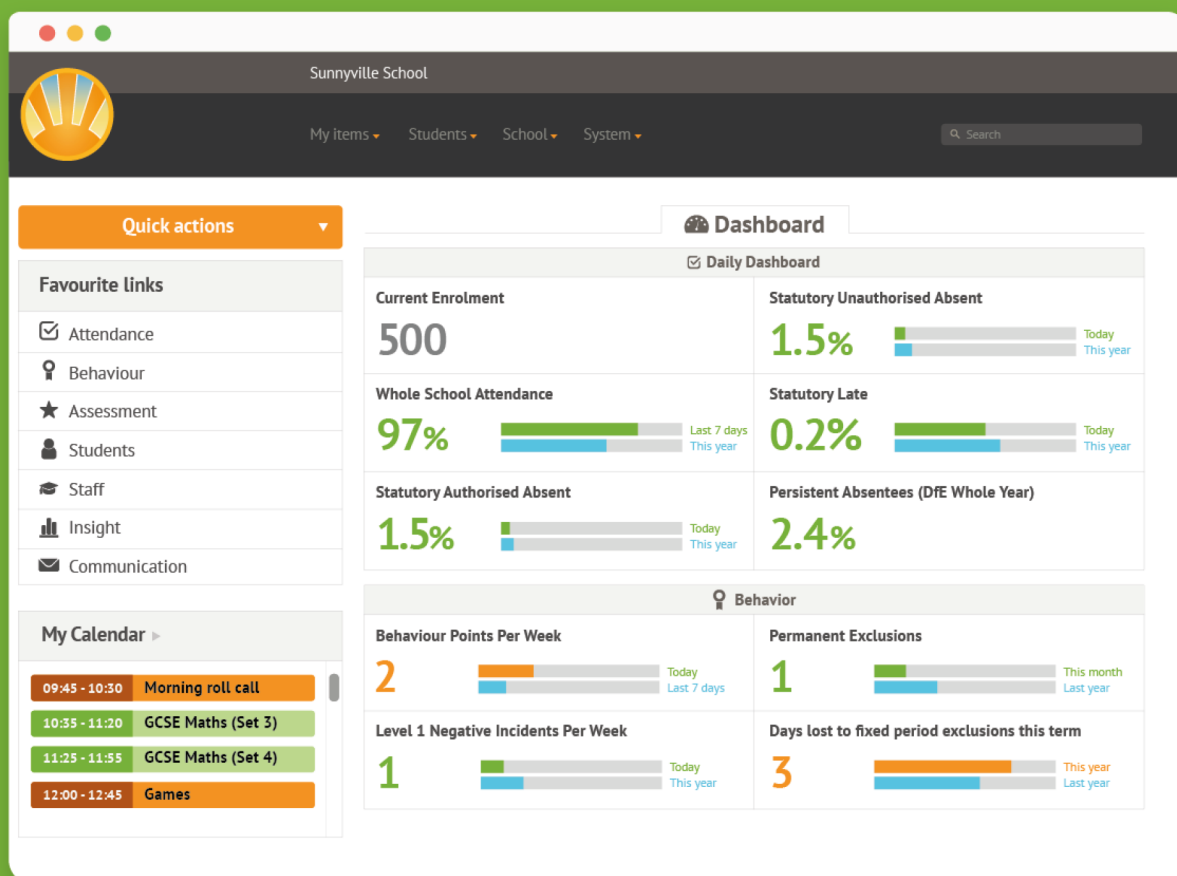 Sunnyville School
My items
Students
School
System
Search
Quick actions
Favourite links
Attendance
Behaviour
Assessment
Students
Staff
Insight
Communication
My Calendar
09:45 - 10:30 Morning roll call
10:35 - 11:20 GCSE Maths (Set 3)
11:25 - 11:55 GCSE Maths (Set 4)
12:00 - 12:45 Games
Dashboard
Daily Dashboard
Current Enrolment
500
Statutory Unauthorised Absent
1.5%
Today
This year
Whole School Attendance
97%
Last 7 days
This year
Statutory Late
0.2%
Today
This year
Statutory Authorised Absent
1.5%
Today
This year
Persistent Absentees (DfE Whole Year)
2.4%
Behavior
Behaviour Points Per Week
2
Today
Last 7 days
Permanent Exclusions
1
This month
Last year
Level 1 Negative Incidents Per Week
1
Today
This year
Days lost to fixed period exclusions this term
3
This year
Last year